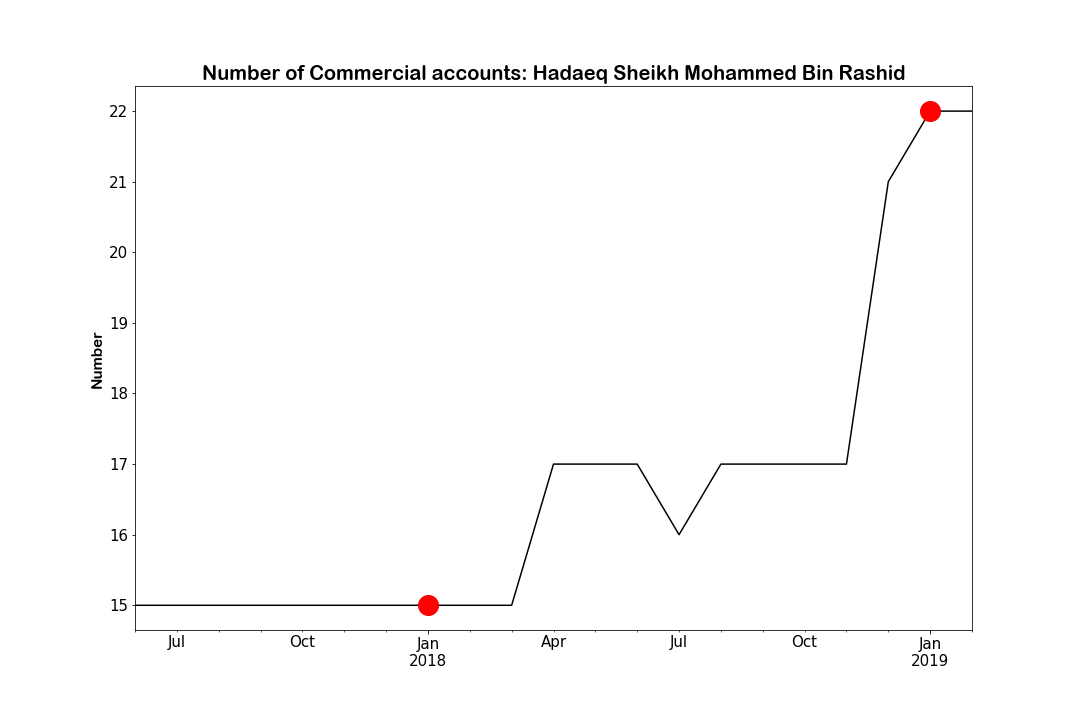 Number of Commercial accounts: Hadaeq Sheikh Mohammed Bin Rashid
22
21
20
19
18
17
16
15
Number
Jul
Oct
Jan
2018
Apr
Jul
Oct
Jan
2019